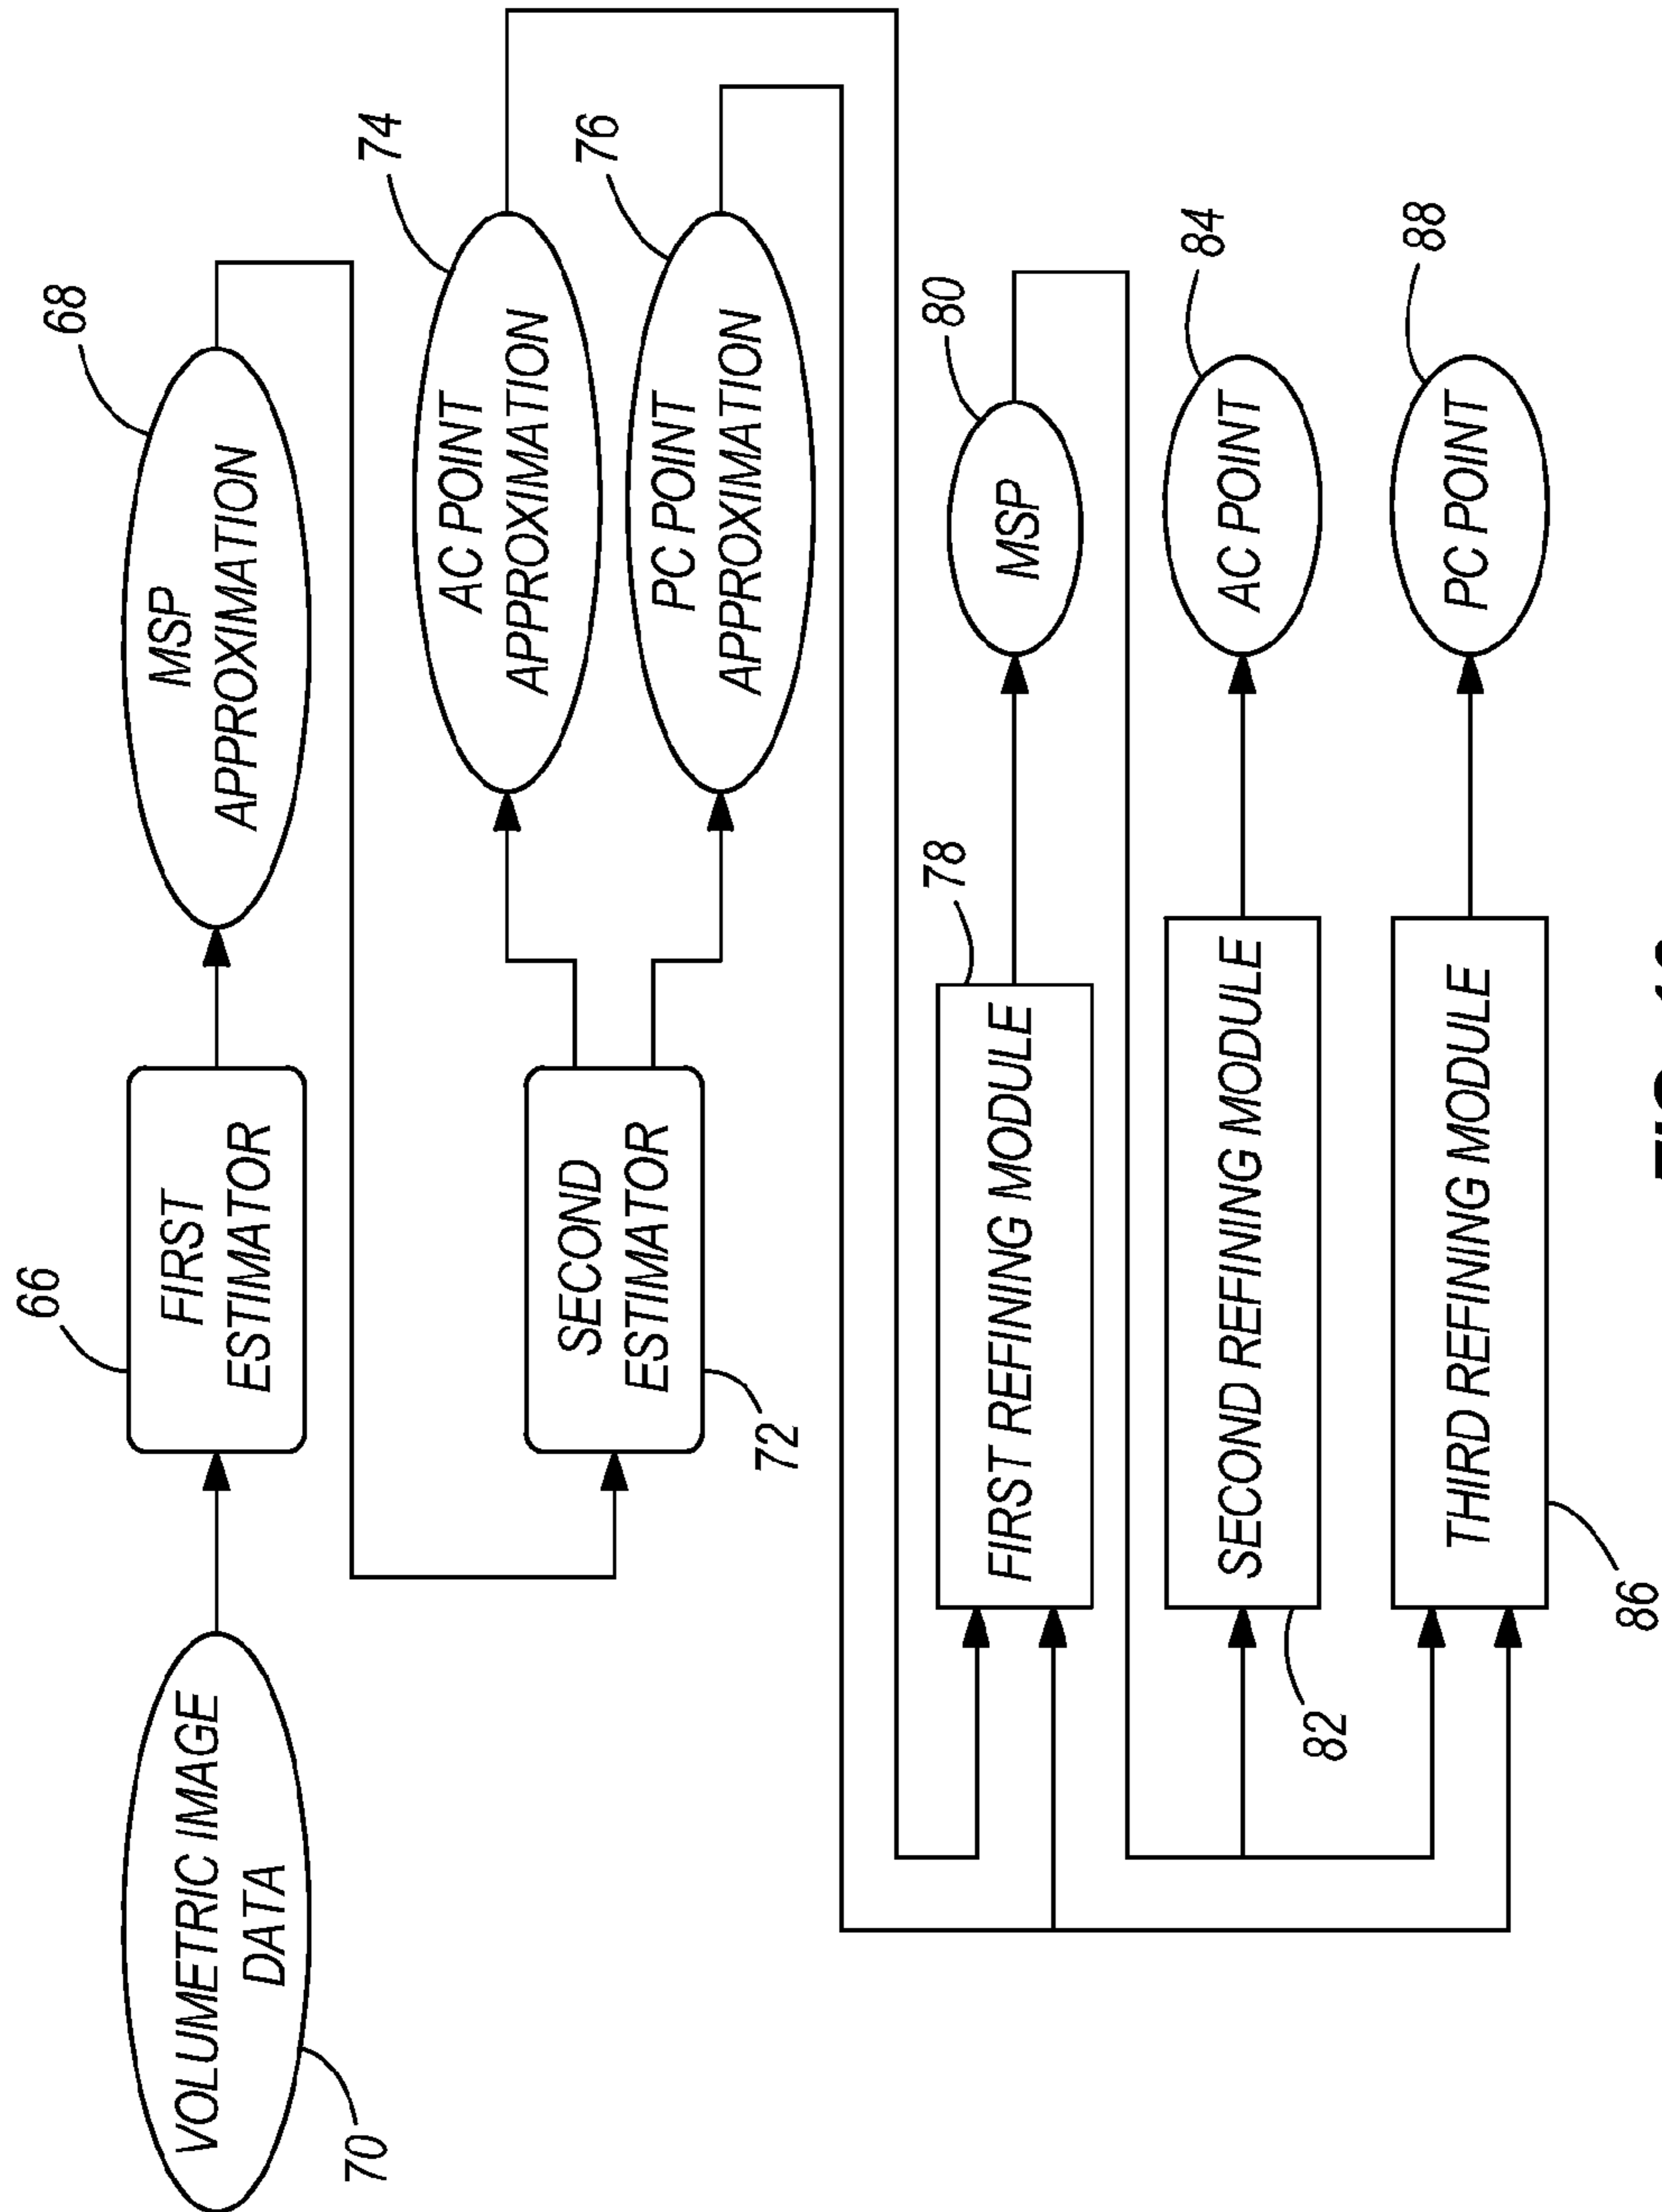 70
VOLUMETRIC IMAGE
DATA
66
FIRST
ESTIMATOR
68
MSP
APPROXIMATION
72
SECOND
ESTIMATOR
74
AC POINT
APPROXIMATION
76
PC POINT
APPROXIMATION
78
FIRST REFINING MODULE
80
MSP
82
SECOND REFINING MODULE
84
AC POINT
86
THIRD REFINING MODULE
88
PC POINT